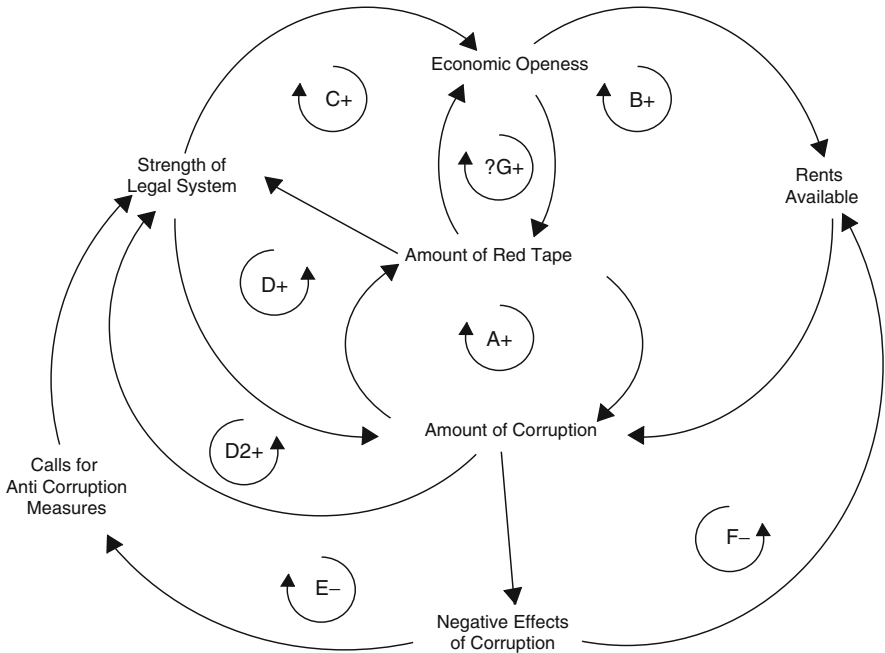 Economic Openess
C+
B+
Strength of
Legal System
?G+
Rents
Available
Amount of Red Tape
D+
A+
Amount of Corruption
D2+
Calls for
Anti Corruption
Measures
F–
E–
Negative Effects
of Corruption